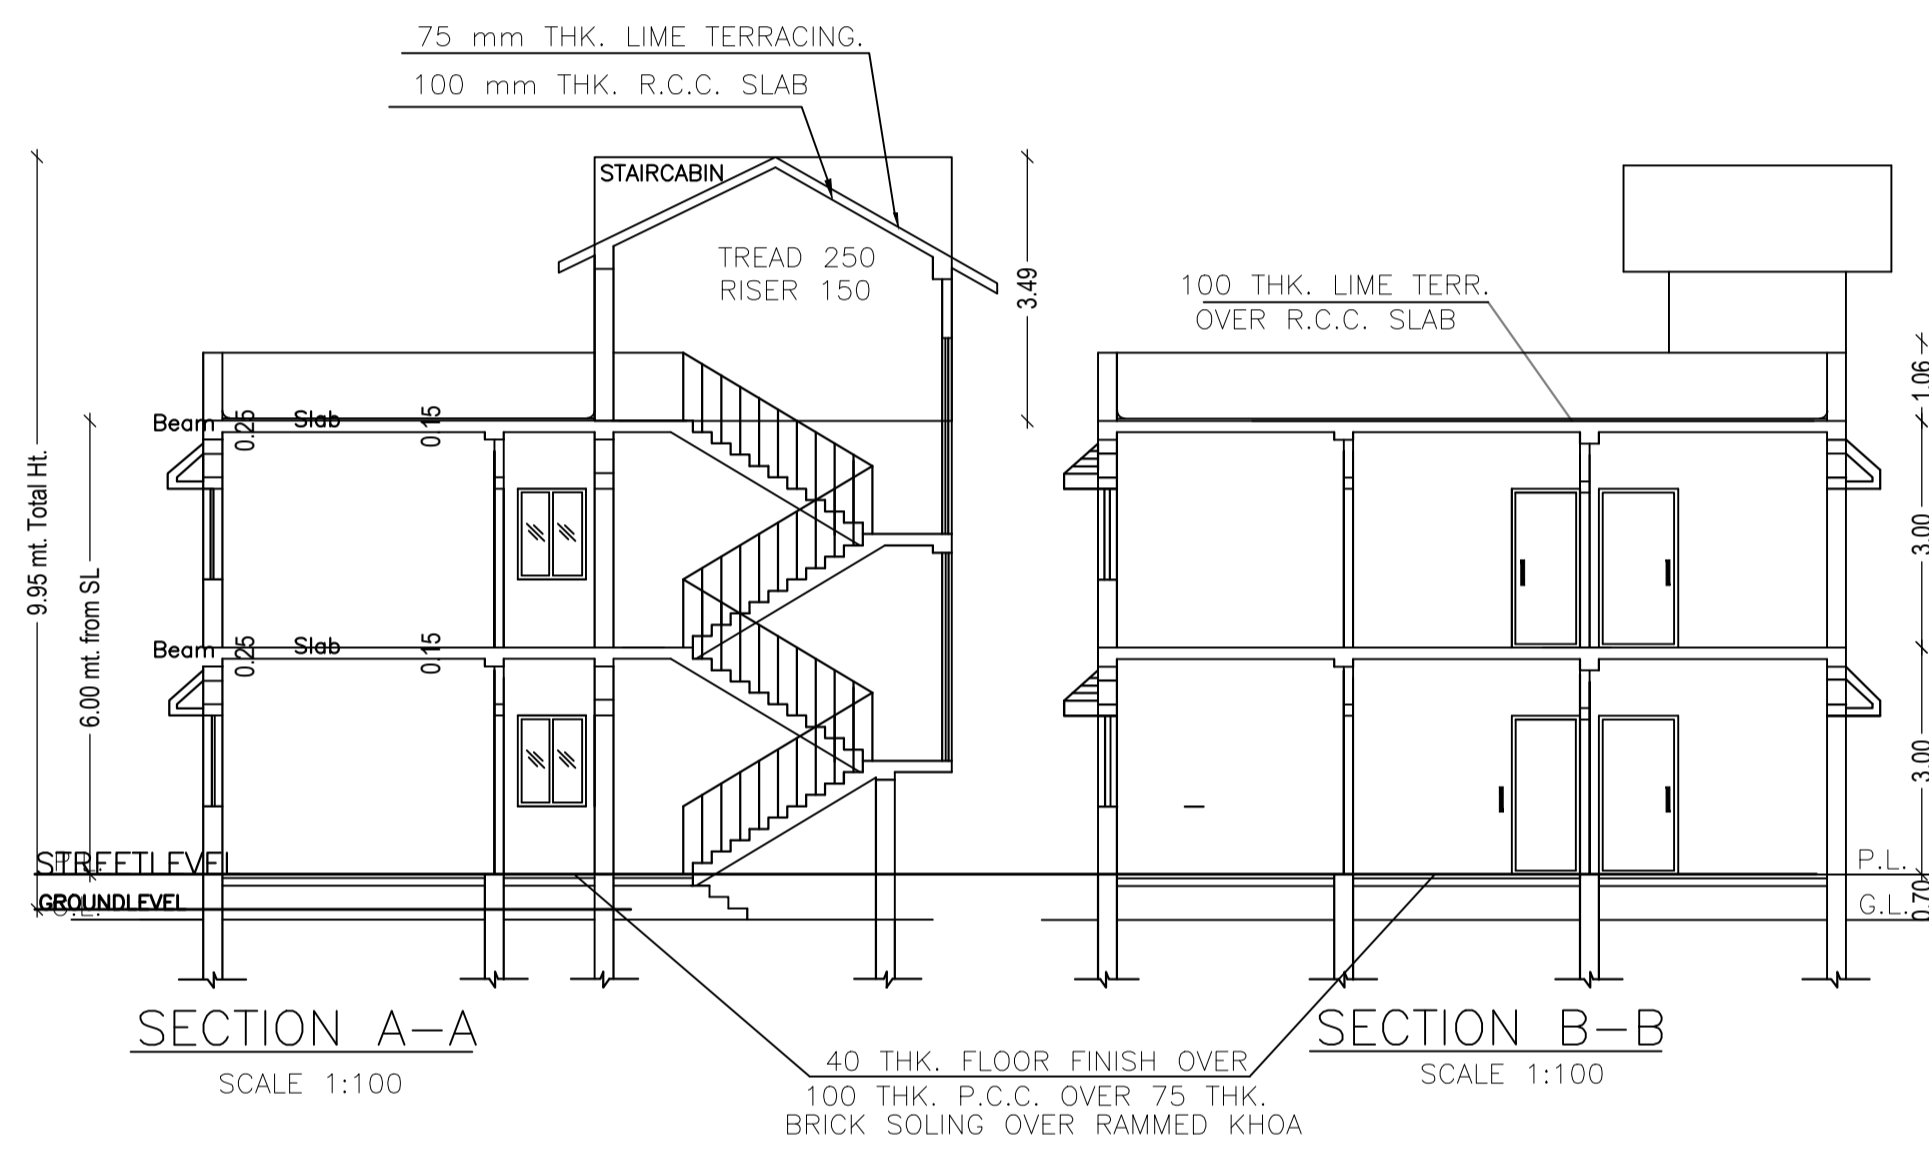 75 mm THK. LIME TERRACING.
100 mm THK. R.C.C. SLAB
STAIRCABIN
TREAD 250
RISER 150
3.49
100 THK. LIME TERR.
OVER R.C.C. SLAB
1.06
Beam 0.25 Slab 0.15
9.95 mt. Total Ht.
6.00 mt. from SL
3.00
Beam 0.25 Slab 0.15
3.00
STREETLEVEL
P.L.
GROUNDLEVEL
G.L.
0.70
SECTION A-A
SCALE 1:100
SECTION B-B
SCALE 1:100
40 THK. FLOOR FINISH OVER
100 THK. P.C.C. OVER 75 THK.
BRICK SOLING OVER RAMMED KHOA